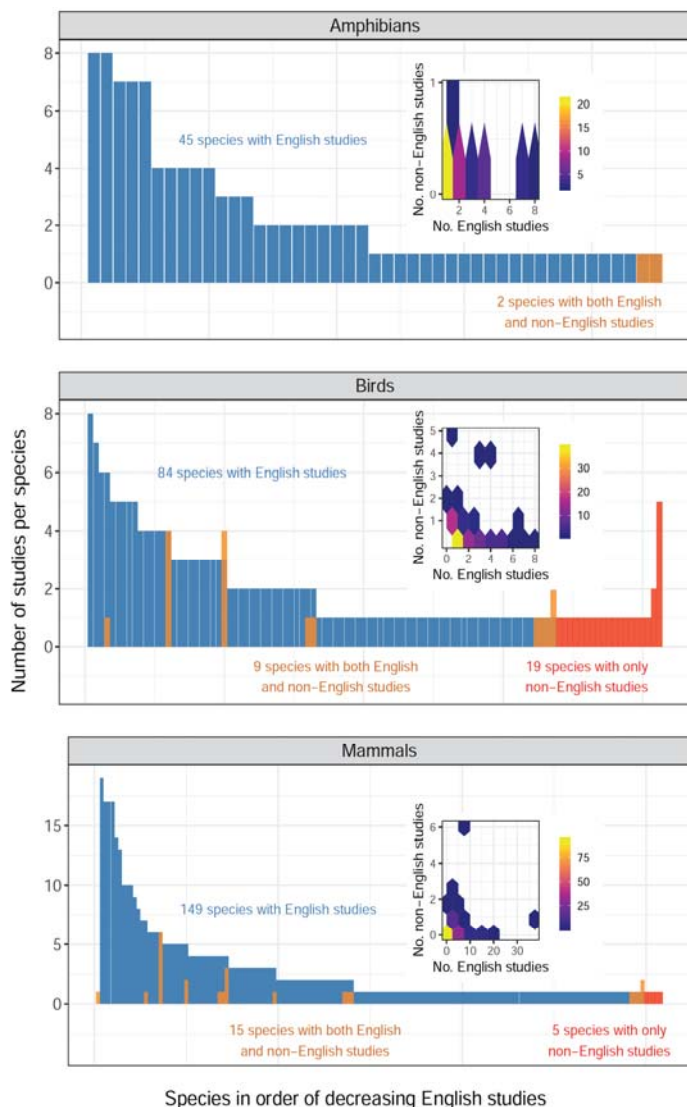 Amphibians
8
6
4
2
0
45 species with English studies
2 species with both English
and non−English studies
No. non−English studies
1
0
2 4 6 8
No. English studies
20
15
10
5
Birds
8
6
4
2
0
84 species with English studies
9 species with both English
and non−English studies
19 species with only
non−English studies
No. non−English studies
5
4
3
2
1
0 2 4 6 8
No. English studies
30
20
10
Number of studies per species
Mammals
15
10
5
0
149 species with English studies
15 species with both English
and non−English studies
5 species with only
non−English studies
No. non−English studies
6
4
2
0
0 10 20 30
No. English studies
75
50
25
Species in order of decreasing English studies